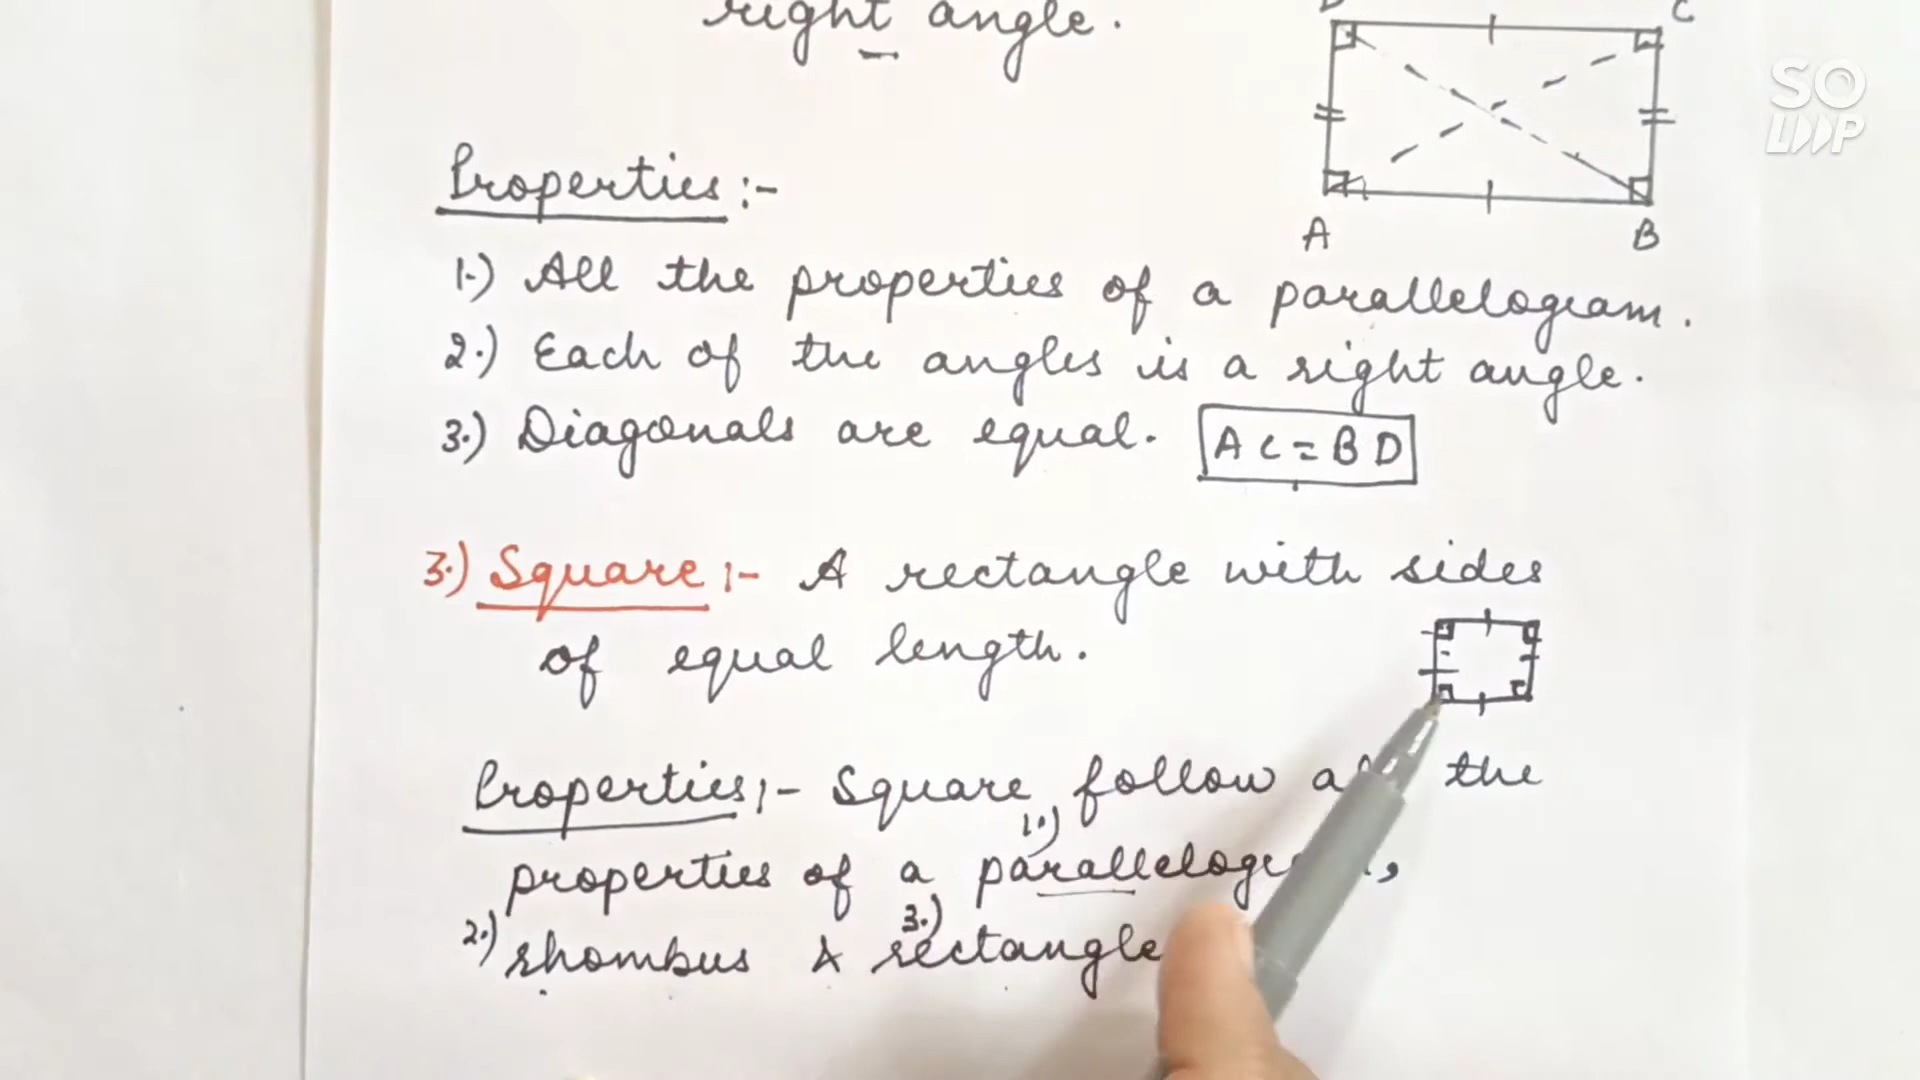 right angle.
C
SO
LOOP
A B
Properties :-
1.) All the properties of a parallelogram.
2.) Each of the angles is a right angle.
3.) Diagonals are equal. AC = BD
3.) Square :- A rectangle with sides
of equal length.
Properties :- Square follow the
1.)
properties of a
2.) rhombus & 3.) rectangle